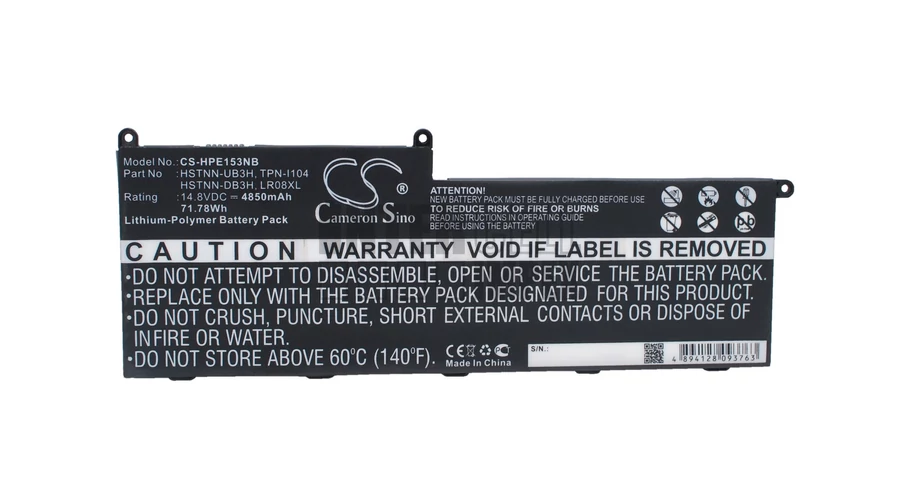 Model No.: CS-HPE153NB
Part No : HSTNN-UB3H, TPN-I104
HSTNN-DB3H, LR08XL
Rating : 14.8VDC ⎓ 4850mAh
71.78Wh
Lithium-Polymer Battery Pack
CS®
Cameron Sino
ATTENTION!
NEW BATTERY PACK MUST BE FULLY CHARGED BEFORE USE
TO REDUCE RISK OF FIRE OR BURNS
READ INSTRUCTIONS IN OPERATING GUIDE
BEFORE USING THE BATTERY
CAUTION WARRANTY VOID IF LABEL IS REMOVED
•DO NOT ATTEMPT TO DISASSEMBLE, OPEN OR SERVICE THE BATTERY PACK.
•REPLACE ONLY WITH THE BATTERY PACK DESIGNATED FOR THIS PRODUCT.
•DO NOT CRUSH, PUNCTURE, SHORT EXTERNAL CONTACTS OR DISPOSE OF
IN FIRE OR WATER.
•DO NOT STORE ABOVE 60°C (140°F).
CE
Made In China
S/N.:
4 894128 093763